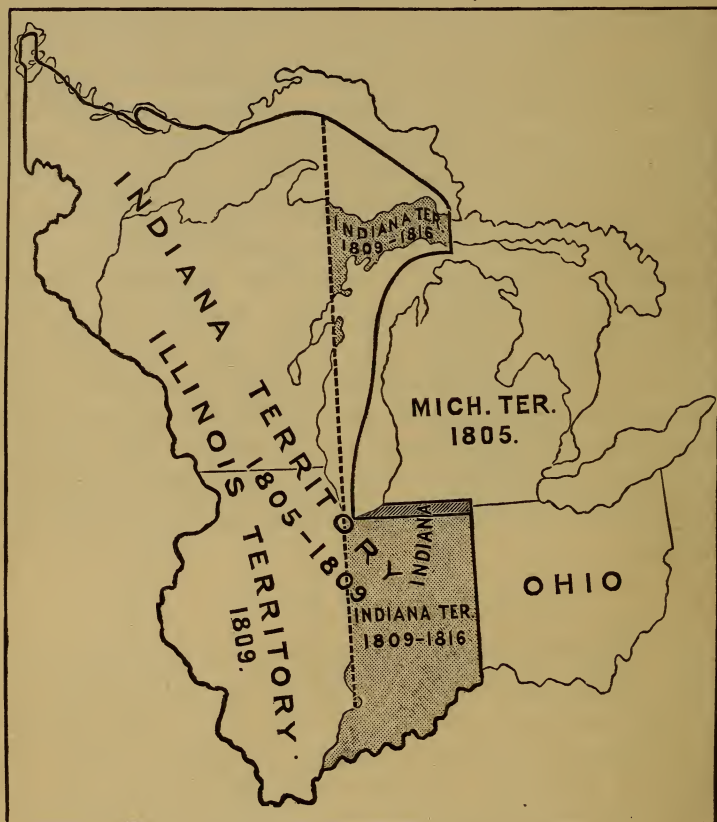 INDIANA TER.
1809-1816
INDIANA TERRITORY
1805-1809
ILLINOIS TERRITORY.
1809.
MICH. TER.
1805.
INDIANA
INDIANA TER.
1809-1816
OHIO